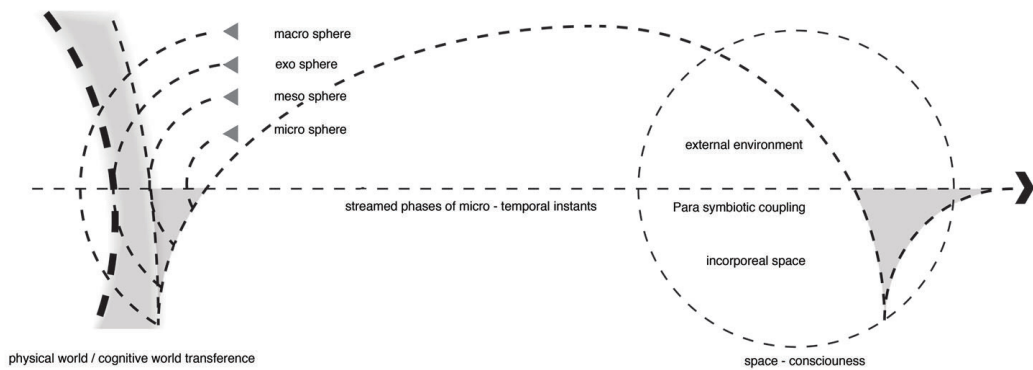 macro sphere
exo sphere
meso sphere
micro sphere
external environment
streamed phases of micro - temporal instants
Para symbiotic coupling
incorporeal space
physical world / cognitive world transference
space - consciouness